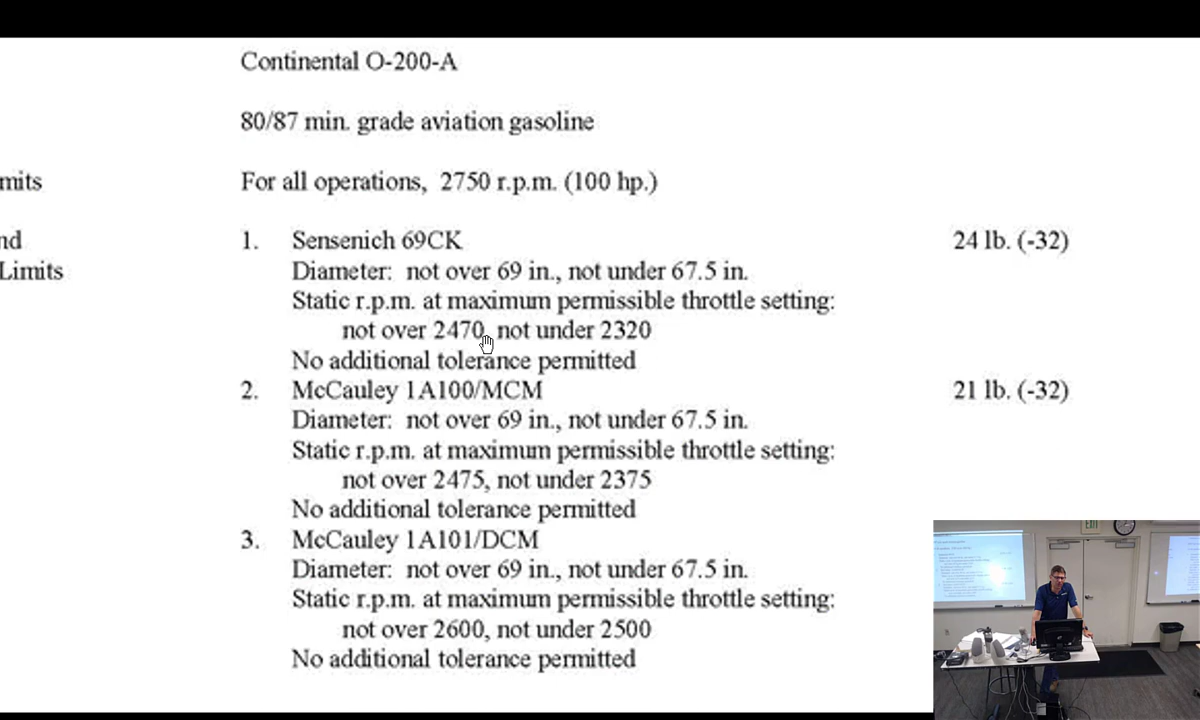 Continental O-200-A
80/87 min. grade aviation gasoline
mits
For all operations, 2750 r.p.m. (100 hp.)
nd
1. Sensenich 69CK 24 lb. (-32)
Limits
Diameter: not over 69 in., not under 67.5 in.
Static r.p.m. at maximum permissible throttle setting:
not over 2470, not under 2320
No additional tolerance permitted
2. McCauley 1A100/MCM 21 lb. (-32)
Diameter: not over 69 in., not under 67.5 in.
Static r.p.m. at maximum permissible throttle setting:
not over 2475, not under 2375
No additional tolerance permitted
3. McCauley 1A101/DCM
Diameter: not over 69 in., not under 67.5 in.
Static r.p.m. at maximum permissible throttle setting:
not over 2600, not under 2500
No additional tolerance permitted
EXIT